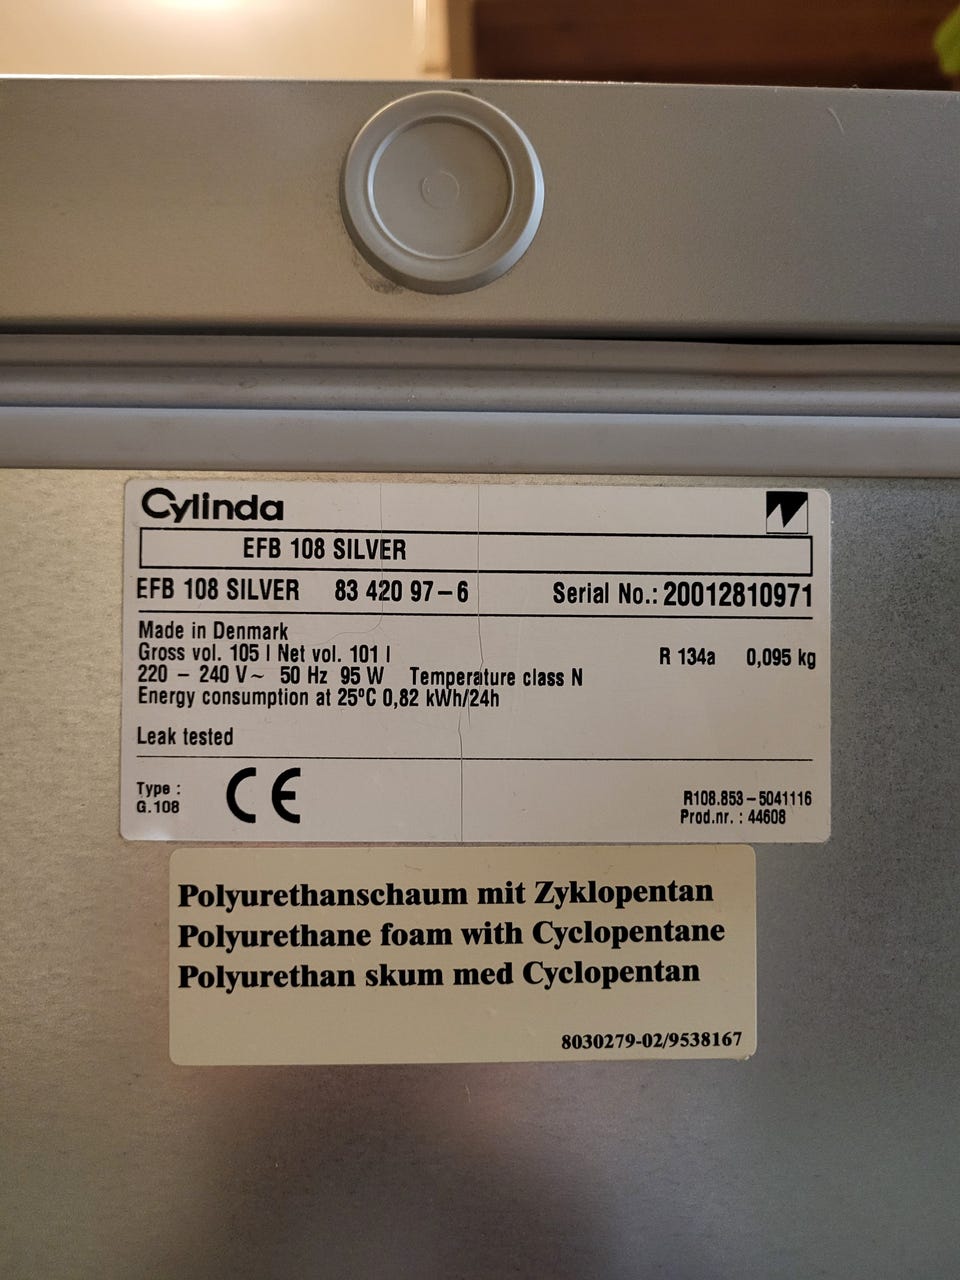 Cylinda
EFB 108 SILVER
EFB 108 SILVER 83 420 97-6 Serial No.: 20012810971
Made in Denmark
Gross vol. 105 l Net vol. 101 l R 134a 0,095 kg
220 - 240 V~ 50 Hz 95 W Temperature class N
Energy consumption at 25ºC 0,82 kWh/24h
Leak tested
Type :
G.108
CE
R108.853-5041116
Prod.nr. : 44608
Polyurethanschaum mit Zyklopentan
Polyurethane foam with Cyclopentane
Polyurethan skum med Cyclopentan
8030279-02/9538167